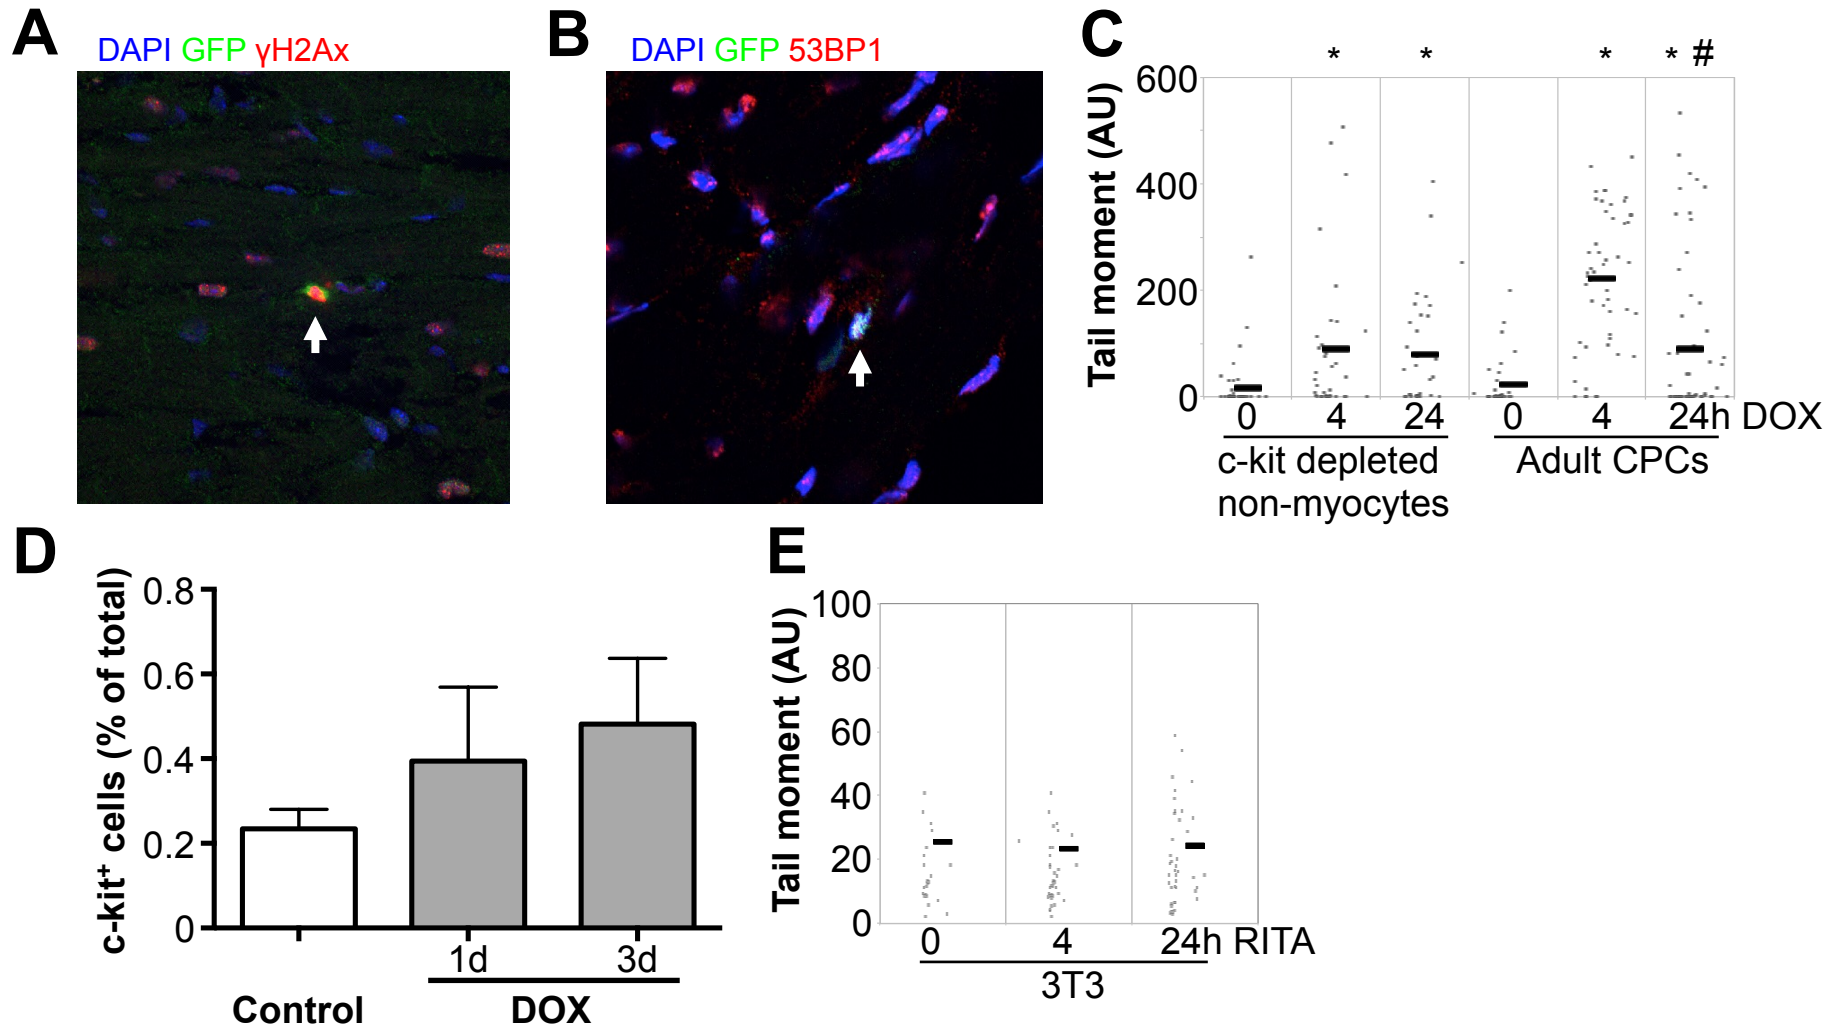 A
DAPI GFP γH2Ax
B
DAPI GFP 53BP1
C
* * * * #
Tail moment (AU)
600
400
200
0
0 4 24 0 4 24h DOX
c-kit depleted
non-myocytes
Adult CPCs
D
c-kit⁺ cells (% of total)
0.8
0.6
0.4
0.2
0
1d 3d
Control DOX
E
Tail moment (AU)
100
80
60
40
20
0
0 4 24h RITA
3T3